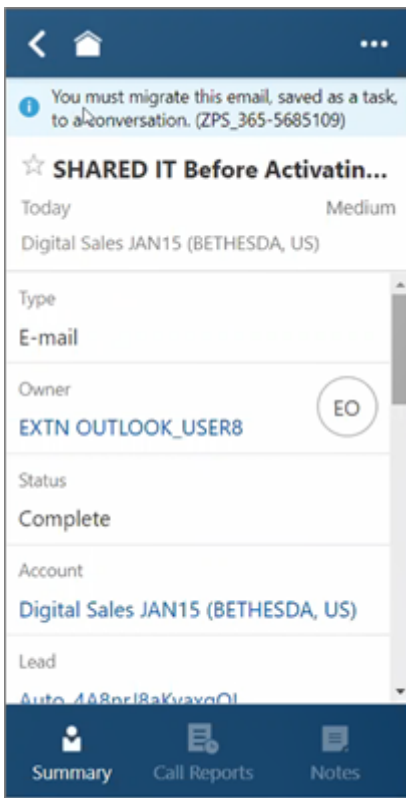 You must migrate this email, saved as a task,
to a conversation. (ZPS_365-5685109)
SHARED IT Before Activatin...
Today Medium
Digital Sales JAN15 (BETHESDA, US)
Type
E-mail
Owner
EO
EXTN OUTLOOK_USER8
Status
Complete
Account
Digital Sales JAN15 (BETHESDA, US)
Lead
Summary Call Reports Notes